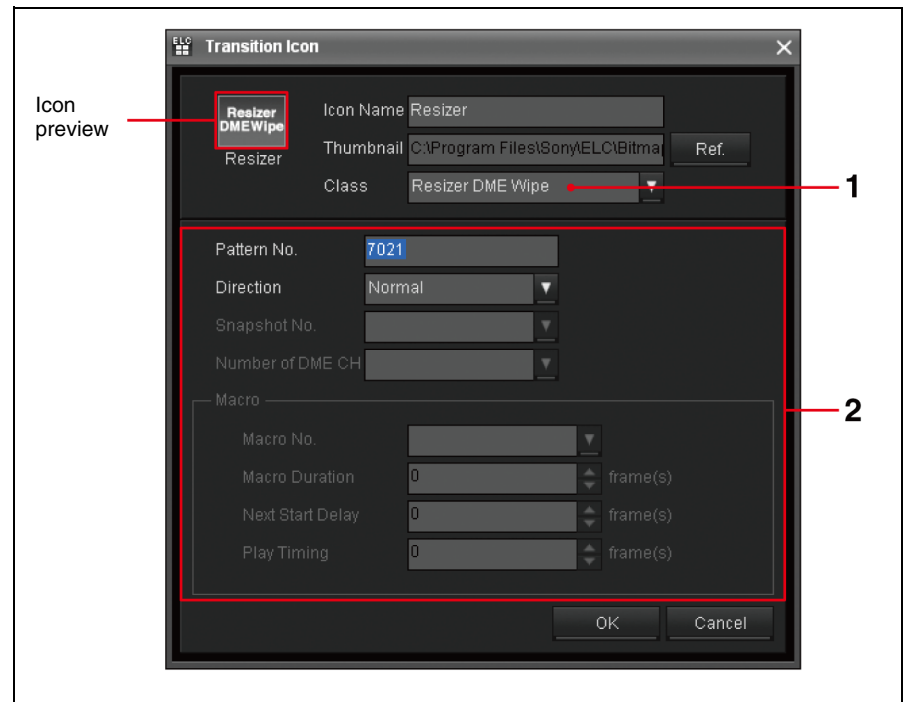 ELC
Transition Icon
Icon preview
Resizer
DMEWipe
Resizer
Icon Name Resizer
Thumbnail C:\Program Files\Sony\ELC\Bitmap Ref.
Class Resizer DME Wipe
1
Pattern No. 7021
Direction Normal
Snapshot No.
Number of DME CH
2
Macro
Macro No.
Macro Duration 0 frame(s)
Next Start Delay 0 frame(s)
Play Timing 0 frame(s)
OK Cancel